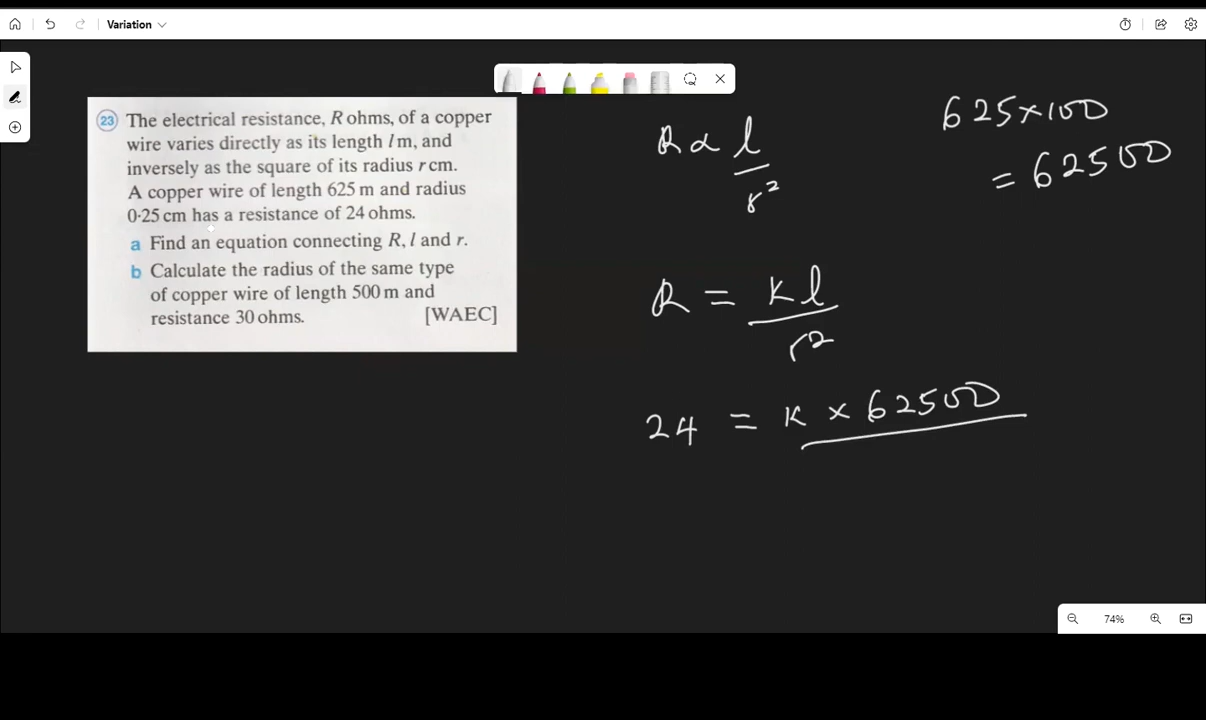 Variation
23 The electrical resistance, R ohms, of a copper
wire varies directly as its length l m, and
inversely as the square of its radius r cm.
A copper wire of length 625 m and radius
0·25 cm has a resistance of 24 ohms.
a Find an equation connecting R, l and r.
b Calculate the radius of the same type
of copper wire of length 500 m and
resistance 30 ohms. [WAEC]
R ∝ l
r²
R = kl
r²
24 = k × 62500
625×100
= 62500
74%